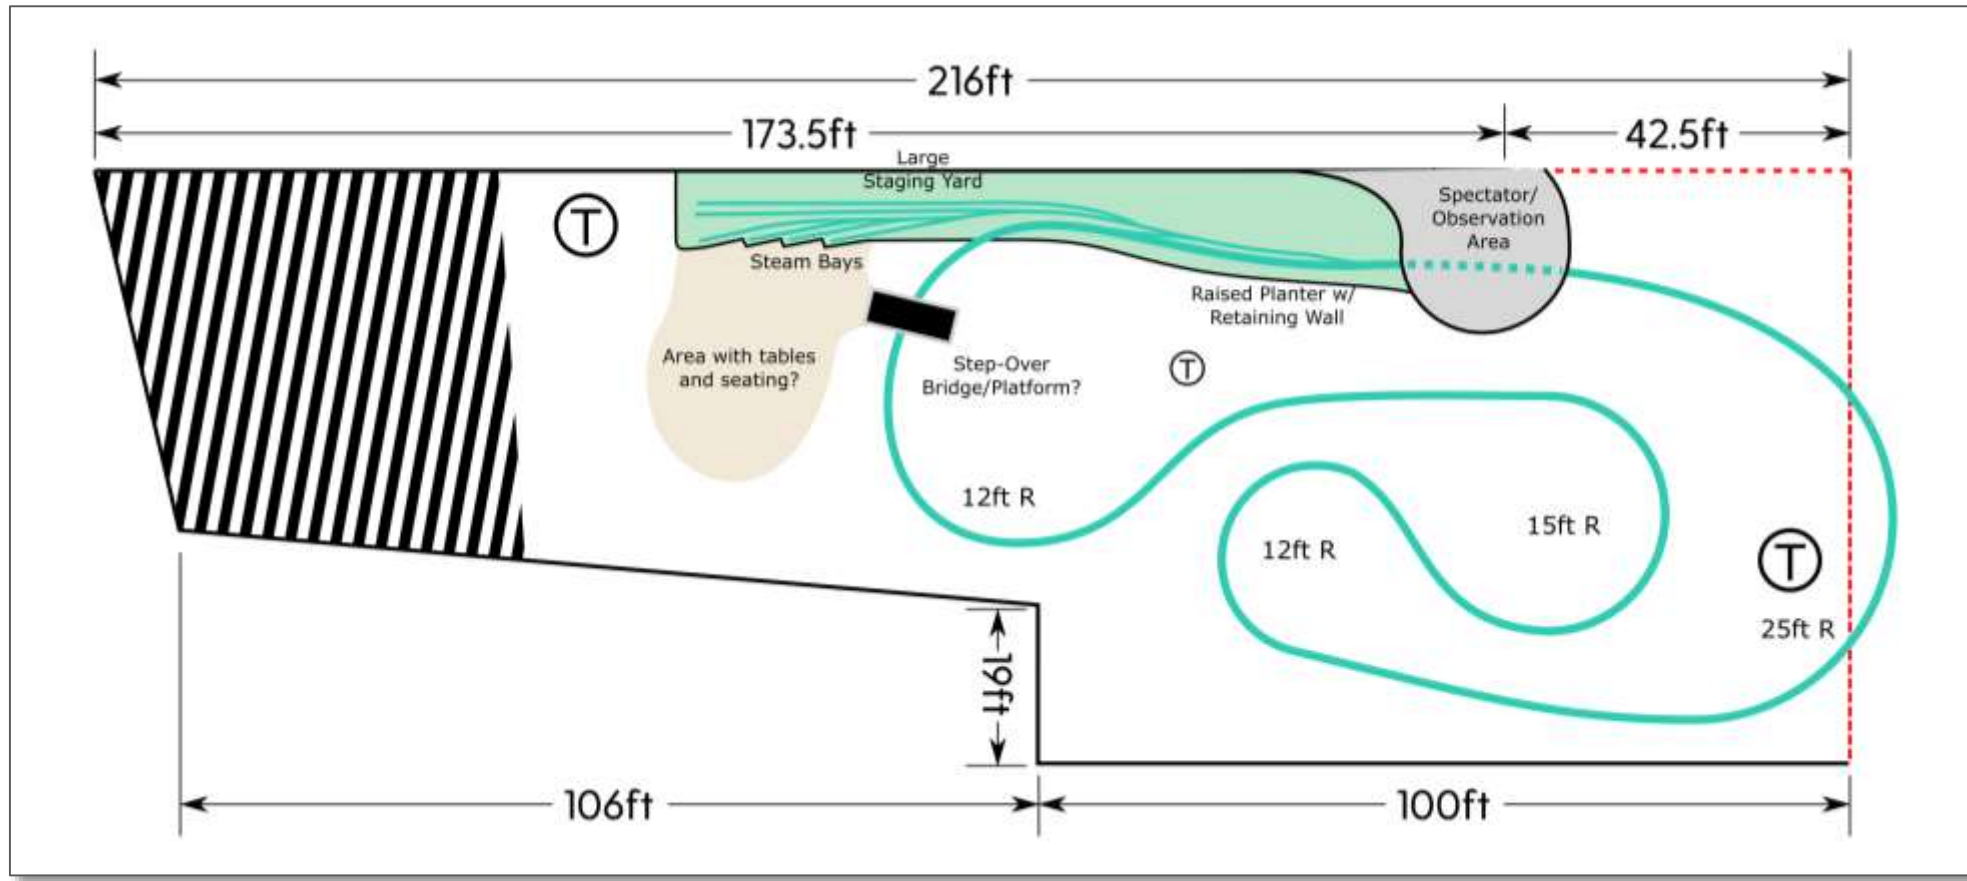 216ft
173.5ft
42.5ft
Large
Staging Yard
Spectator/
Observation
Area
T
Steam Bays
Raised Planter w/
Retaining Wall
Area with tables
and seating?
Step-Over
Bridge/Platform?
T
12ft R
12ft R
15ft R
T
25ft R
19ft
106ft
100ft